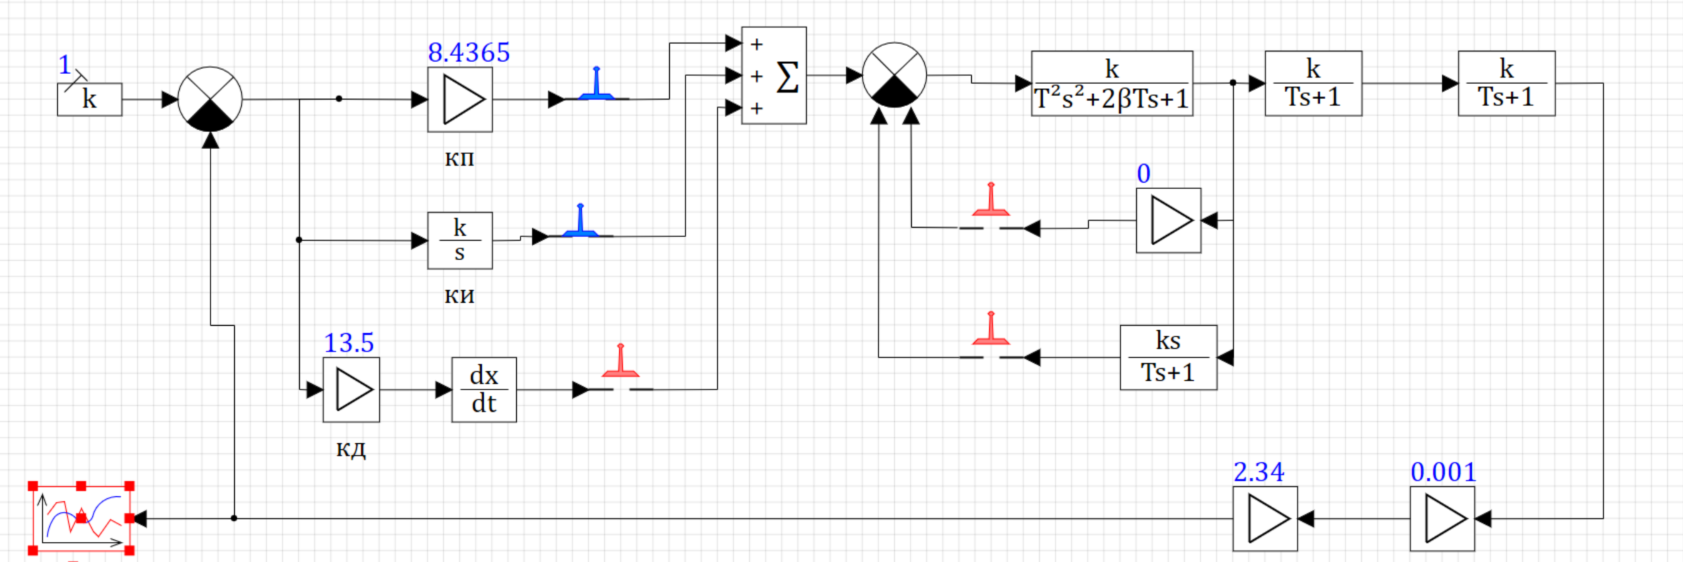 1
k
8.4365
кп
k
s
ки
13.5
dx
dt
кд
+
+
+
Σ
k
T²s²+2βTs+1
k
Ts+1
k
Ts+1
0
ks
Ts+1
2.34
0.001